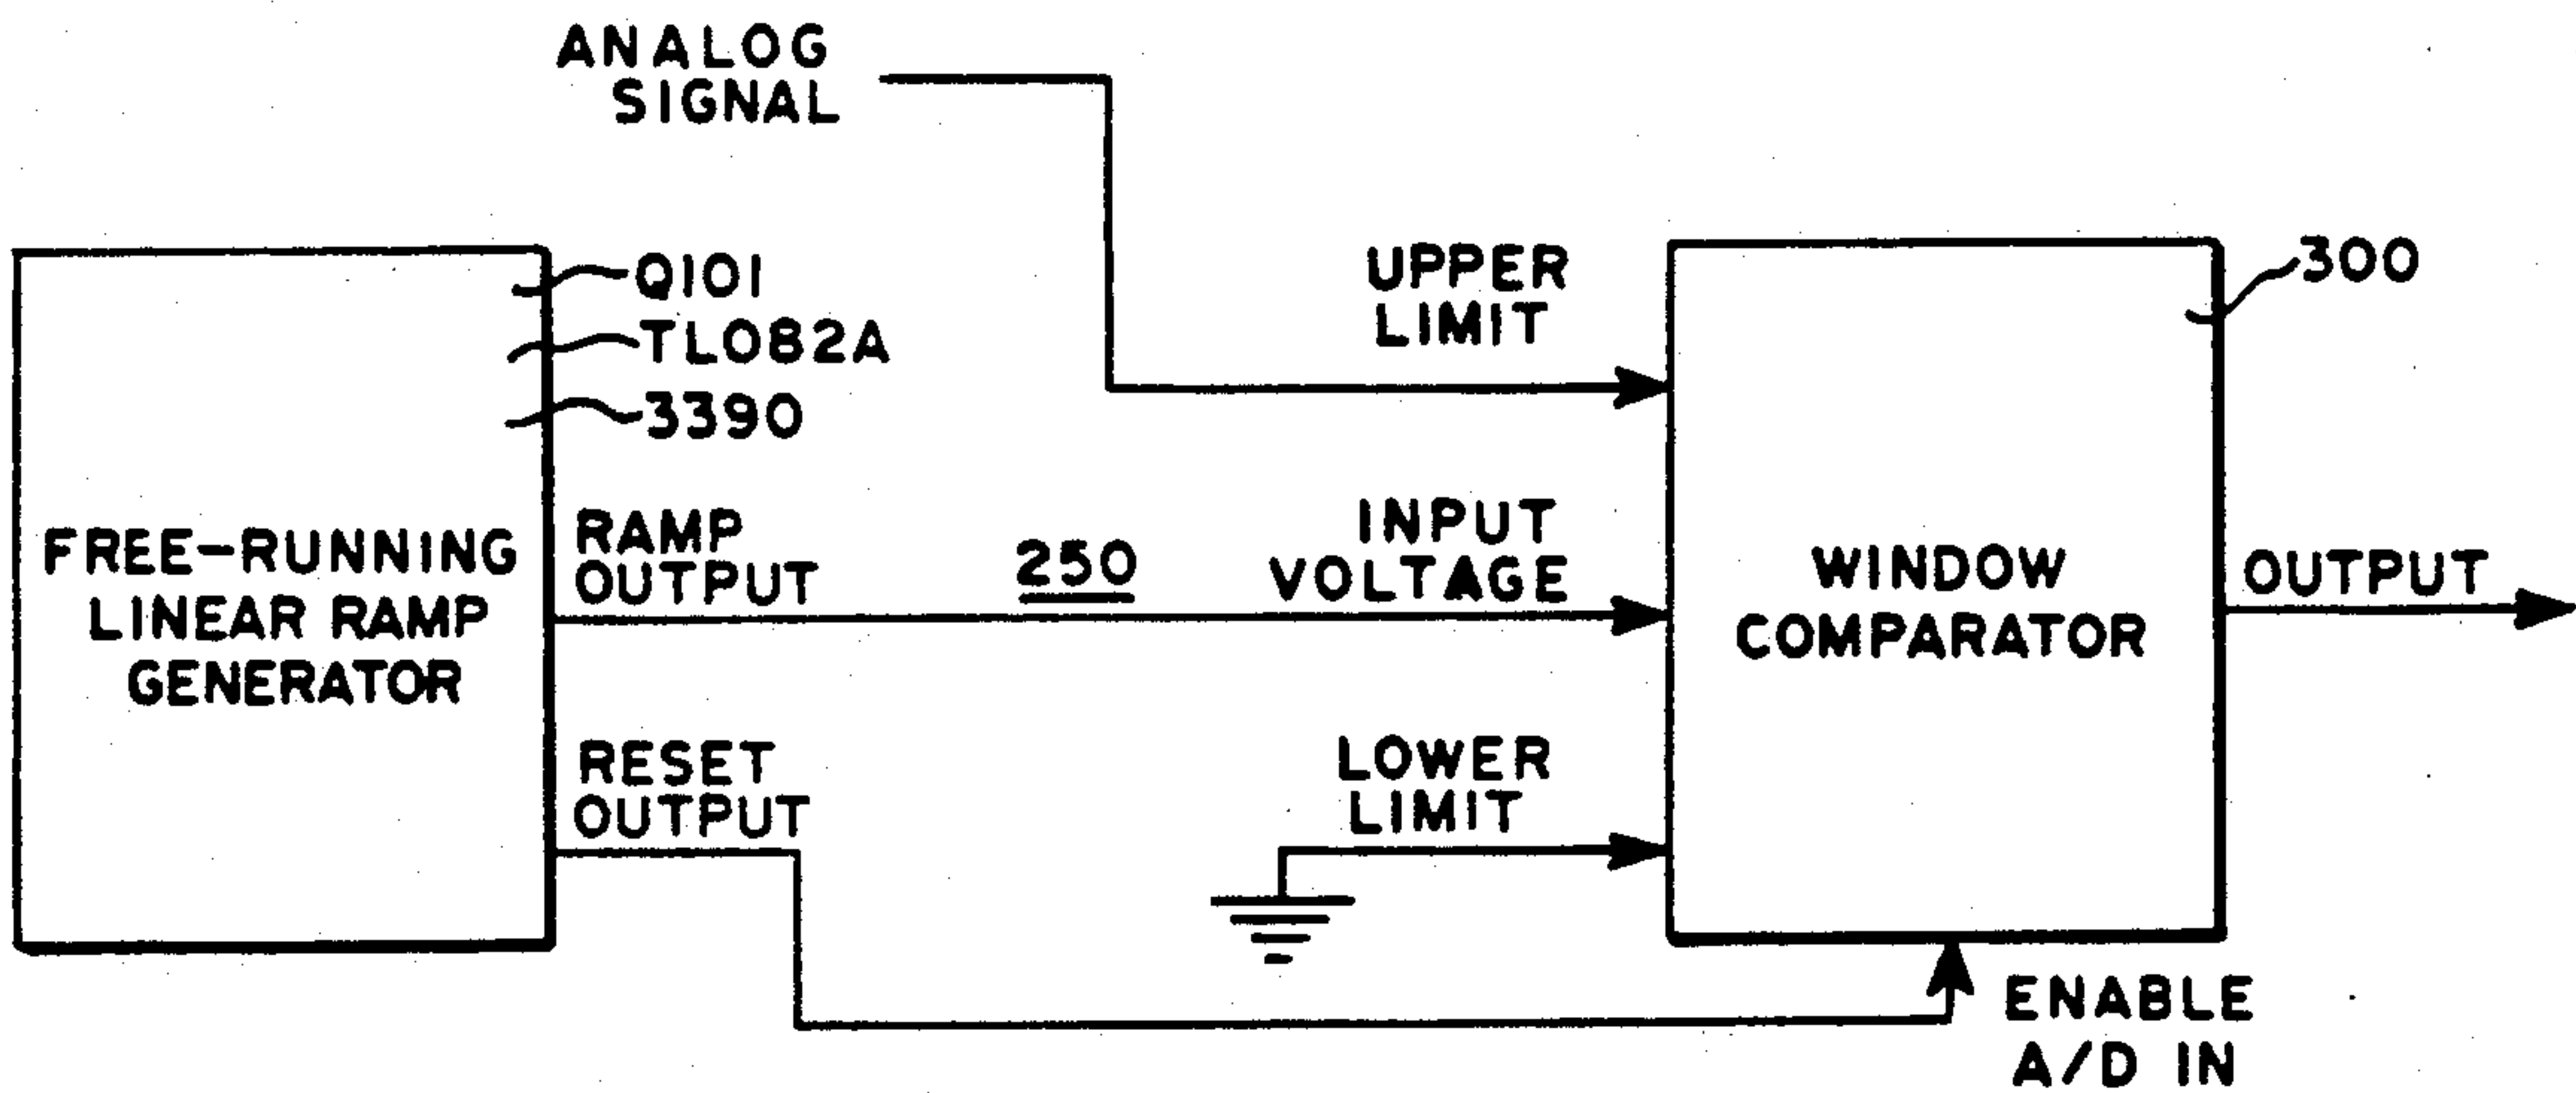 ANALOG
SIGNAL
Q101
TL082A
3390
FREE-RUNNING
LINEAR RAMP
GENERATOR
RAMP
OUTPUT
RESET
OUTPUT
250
UPPER
LIMIT
INPUT
VOLTAGE
LOWER
LIMIT
300
WINDOW
COMPARATOR
OUTPUT
ENABLE
A/D IN